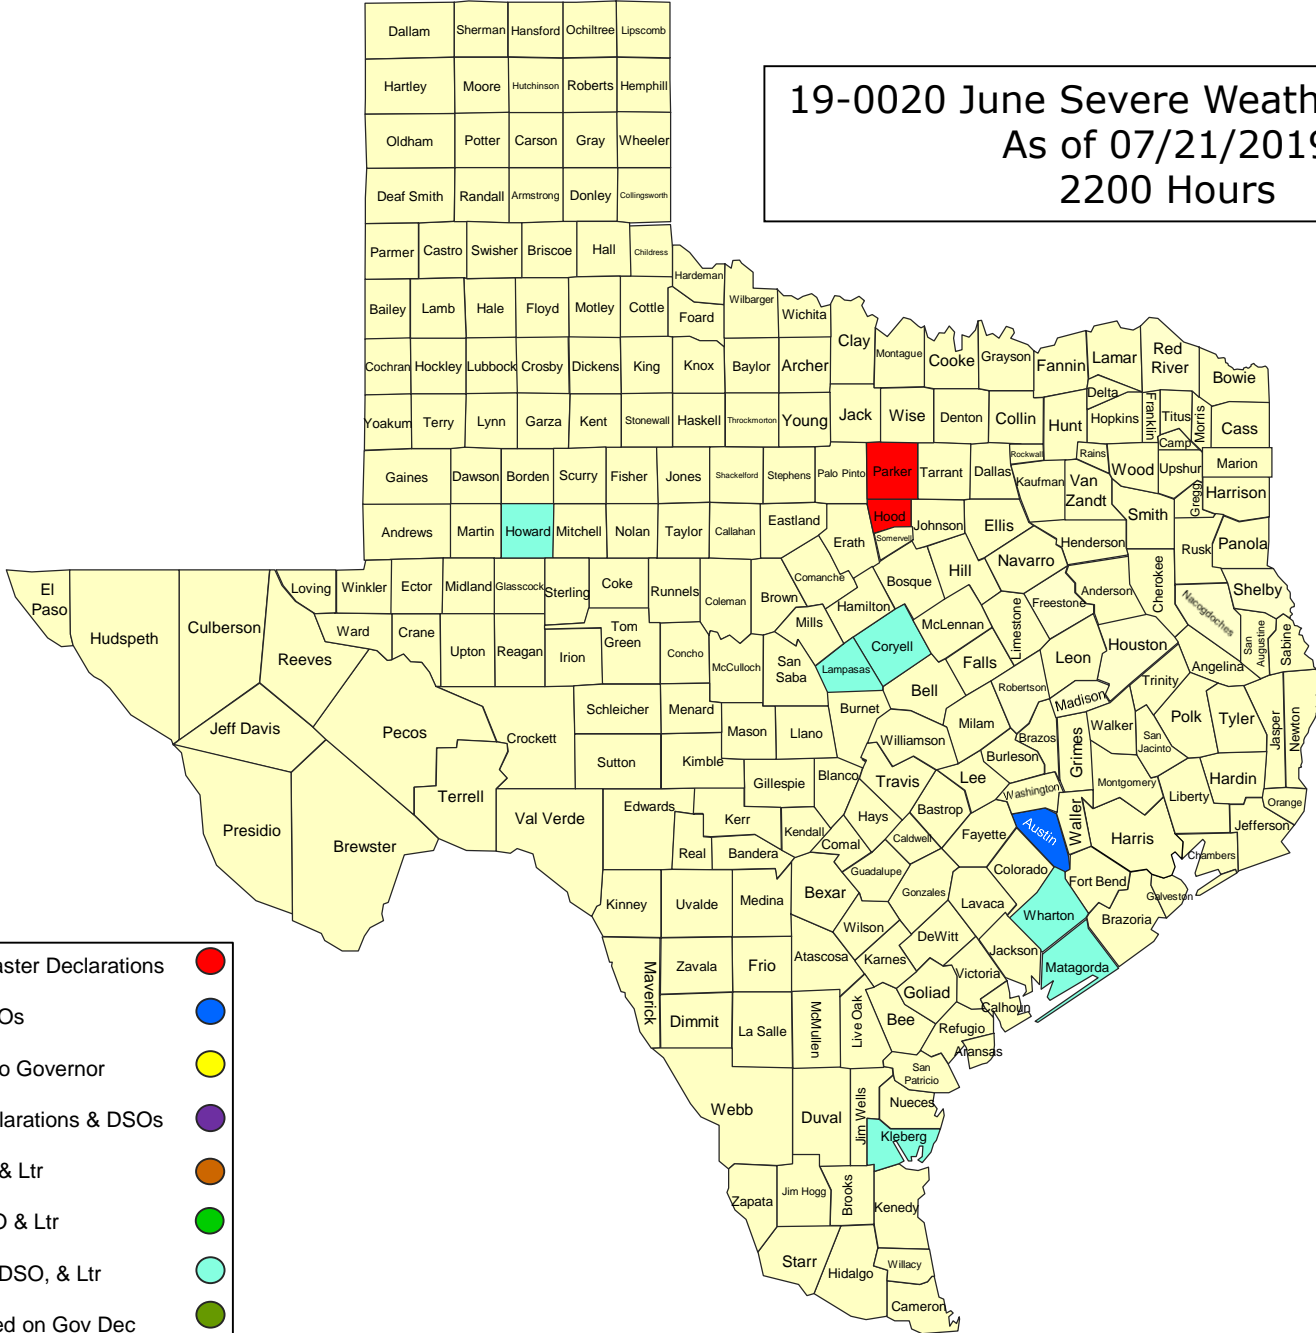 19-0020 June Severe Weath
As of 07/21/2019
2200 Hours
Dallam Sherman Hansford Ochiltree Lipscomb
Hartley Moore Hutchinson Roberts Hemphill
Oldham Potter Carson Gray Wheeler
Deaf Smith Randall Armstrong Donley Collingsworth
Parmer Castro Swisher Briscoe Hall Childress
Hardeman
Bailey Lamb Hale Floyd Motley Cottle Foard Wilbarger Wichita
Clay Montague Cooke Grayson Fannin Lamar Red River Bowie
Cochran Hockley Lubbock Crosby Dickens King Knox Baylor Archer
Delta
Yoakum Terry Lynn Garza Kent Stonewall Haskell Throckmorton Young Jack Wise Denton Collin Hunt Hopkins Franklin Titus Morris Cass
Camp
Gaines Dawson Borden Scurry Fisher Jones Shackelford Stephens Palo Pinto Parker Tarrant Dallas Rockwall Rains Wood Upshur Marion
Kaufman Van Zandt Gregg Harrison
Andrews Martin Howard Mitchell Nolan Taylor Callahan Eastland Hood Johnson Ellis Smith
Erath Somervell Henderson Rusk Panola
El Paso Hudspeth Culberson Loving Winkler Ector Midland Glasscock Sterling Coke Runnels Coleman Brown Comanche Bosque Hill Navarro Anderson Cherokee Shelby
Hamilton Freestone Nacogdoches
Reeves Ward Crane Upton Reagan Irion Tom Green Concho McCulloch San Saba Mills Lampasas Coryell McLennan Limestone Falls Leon Houston San Augustine Sabine
Angelina
Trinity
Jeff Davis Pecos Crockett Schleicher Menard Mason Llano Burnet Bell Milam Robertson Madison Walker Polk Tyler Jasper Newton
San Jacinto
Sutton Kimble Williamson Brazos Grimes
Burleson
Terrell Val Verde Edwards Gillespie Blanco Travis Lee Washington Montgomery Liberty Hardin
Orange
Presidio Brewster Kerr Kendall Hays Bastrop Fayette Austin Waller Harris Jefferson
Real Bandera Comal Caldwell Chambers
Guadalupe Colorado Fort Bend
Kinney Uvalde Medina Bexar Gonzales Lavaca Wharton Brazoria Galveston
Wilson
Maverick Zavala Frio Atascosa Karnes DeWitt Jackson Matagorda
Victoria
Dimmit La Salle McMullen Live Oak Bee Goliad Calhoun
Refugio
Aransas
San Patricio
Webb Duval Jim Wells Nueces
Kleberg
Zapata Jim Hogg Brooks Kenedy
Starr Hidalgo Willacy
Cameron
aster Declarations
Os
o Governor
larations & DSOs
& Ltr
O & Ltr
DSO, & Ltr
ed on Gov Dec